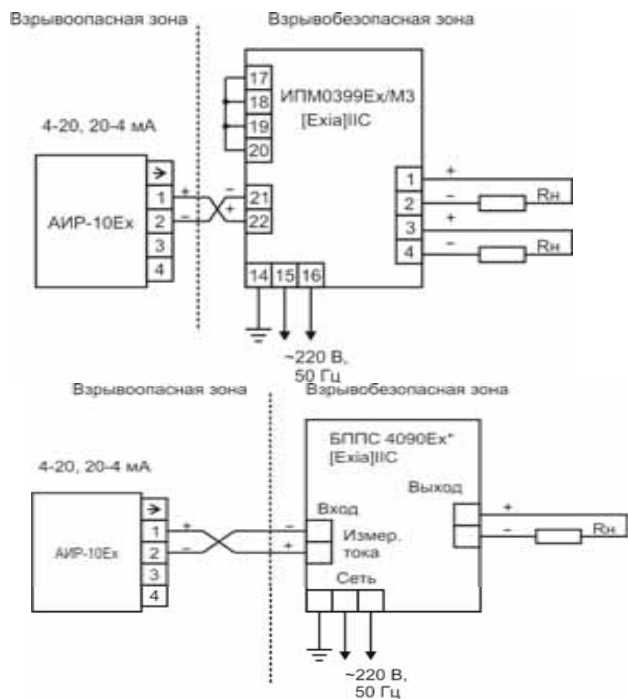 Взрывоопасная зона
Взрывобезопасная зона
4-20, 20-4 мА
АИР-10Ех
1
2
3
4
+
−
−
+
17
18
19
20
21
22
ИПМ0399Ех/М3
[Exia]IIC
1
2
3
4
+
−
Rн
+
−
Rн
14
15
16
~220 В,
50 Гц
Взрывоопасная зона
Взрывобезопасная зона
4-20, 20-4 мА
АИР-10Ех
1
2
3
4
+
−
−
+
БППС 4090Ех*
[Exia]IIC
Вход
Измер.
тока
Сеть
Выход
+
−
Rн
~220 В,
50 Гц